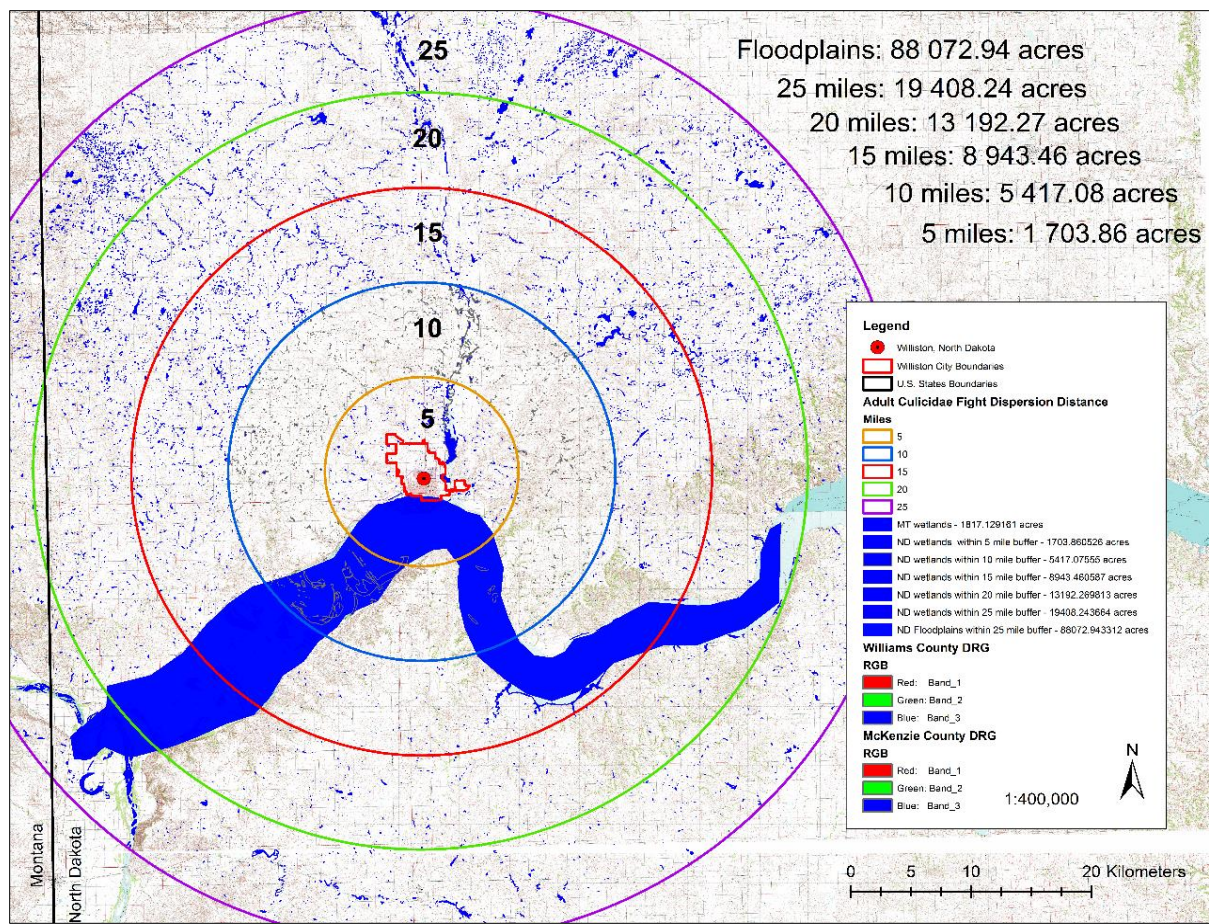 25
20
15
10
5
Floodplains: 88 072.94 acres
25 miles: 19 408.24 acres
20 miles: 13 192.27 acres
15 miles: 8 943.46 acres
10 miles: 5 417.08 acres
5 miles: 1 703.86 acres
Legend
Williston, North Dakota
Williston City Boundaries
U.S. States Boundaries
Adult Culicidae Fight Dispersion Distance
Miles
5
10
15
20
25
MT wetlands - 1817.129161 acres
ND wetlands within 5 mile buffer - 1703.860526 acres
ND wetlands within 10 mile buffer - 5417.07555 acres
ND wetlands within 15 mile buffer - 8943.460587 acres
ND wetlands within 20 mile buffer - 13192.269813 acres
ND wetlands within 25 mile buffer - 19408.243664 acres
ND Floodplains within 25 mile buffer - 88072.943312 acres
Williams County DRG
RGB
Red: Band_1
Green: Band_2
Blue: Band_3
McKenzie County DRG
RGB
Red: Band_1
Green: Band_2
Blue: Band_3
N
1:400,000
Montana
North Dakota
0 5 10 20 Kilometers